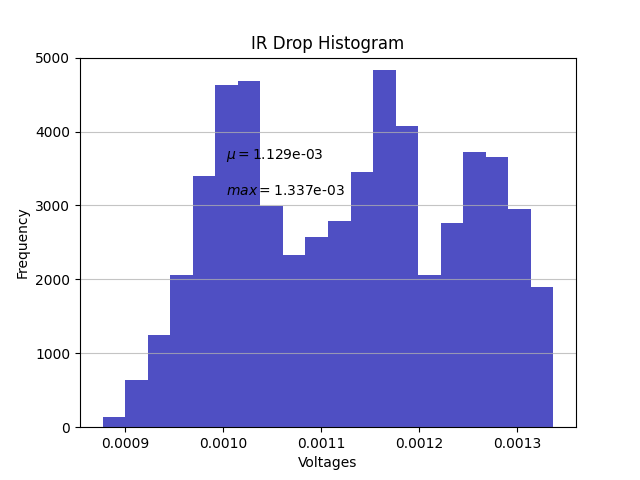 IR Drop Histogram
5000
4000
3000
2000
1000
0
Frequency
μ = 1.129e-03
max = 1.337e-03
0.0009 0.0010 0.0011 0.0012 0.0013
Voltages